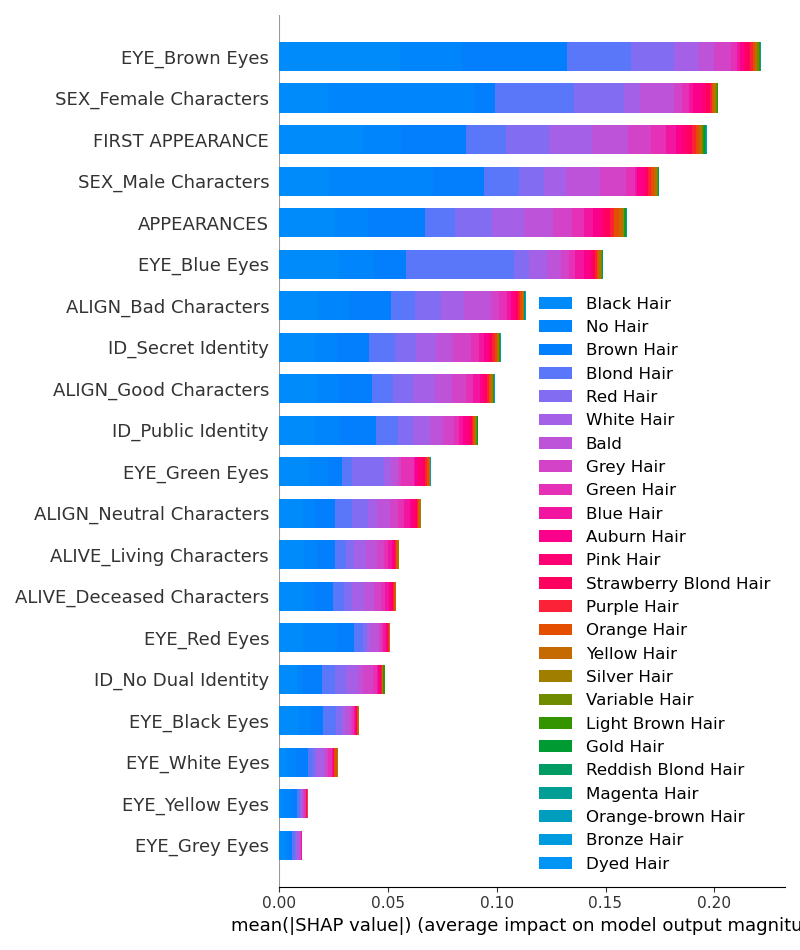 EYE_Brown Eyes
SEX_Female Characters
FIRST APPEARANCE
SEX_Male Characters
APPEARANCES
EYE_Blue Eyes
ALIGN_Bad Characters
ID_Secret Identity
ALIGN_Good Characters
ID_Public Identity
EYE_Green Eyes
ALIGN_Neutral Characters
ALIVE_Living Characters
ALIVE_Deceased Characters
EYE_Red Eyes
ID_No Dual Identity
EYE_Black Eyes
EYE_White Eyes
EYE_Yellow Eyes
EYE_Grey Eyes
Black Hair
No Hair
Brown Hair
Blond Hair
Red Hair
White Hair
Bald
Grey Hair
Green Hair
Blue Hair
Auburn Hair
Pink Hair
Strawberry Blond Hair
Purple Hair
Orange Hair
Yellow Hair
Silver Hair
Variable Hair
Light Brown Hair
Gold Hair
Reddish Blond Hair
Magenta Hair
Orange-brown Hair
Bronze Hair
Dyed Hair
0.00 0.05 0.10 0.15 0.20
mean(|SHAP value|) (average impact on model output magnitu